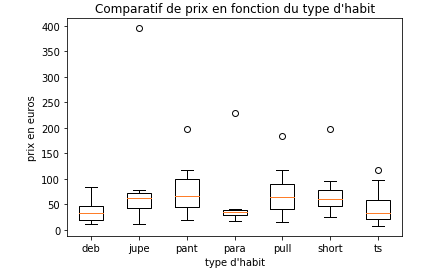 Comparatif de prix en fonction du type d'habit
400
350
300
250
200
150
100
50
0
prix en euros
deb jupe pant para pull short ts
type d'habit